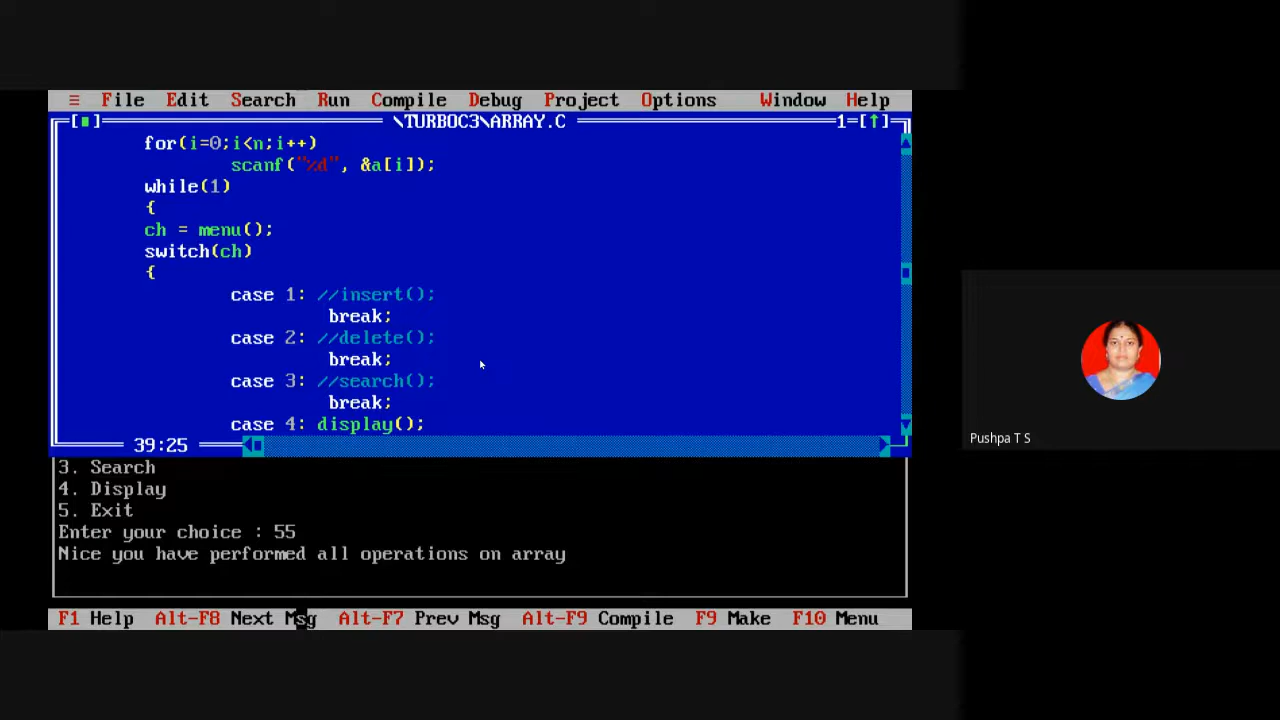 ≡ File Edit Search Run Compile Debug Project Options Window Help
[■] \TURBOC3\ARRAY.C 1=[↑]
for(i=0;i<n;i++)
scanf("%d", &a[i]);
while(1)
{
ch = menu();
switch(ch)
{
case 1: //insert();
break;
case 2: //delete();
break;
case 3: //search();
break;
case 4: display();
39:25
3. Search
4. Display
5. Exit
Enter your choice : 55
Nice you have performed all operations on array
F1 Help Alt-F8 Next Msg Alt-F7 Prev Msg Alt-F9 Compile F9 Make F10 Menu
Pushpa T S